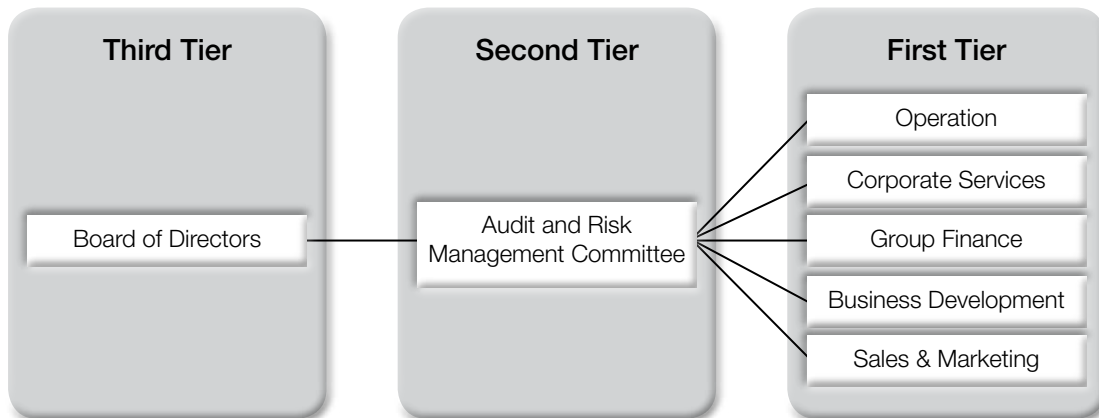 Third Tier
Board of Directors
Second Tier
Audit and Risk
Management Committee
First Tier
Operation
Corporate Services
Group Finance
Business Development
Sales & Marketing